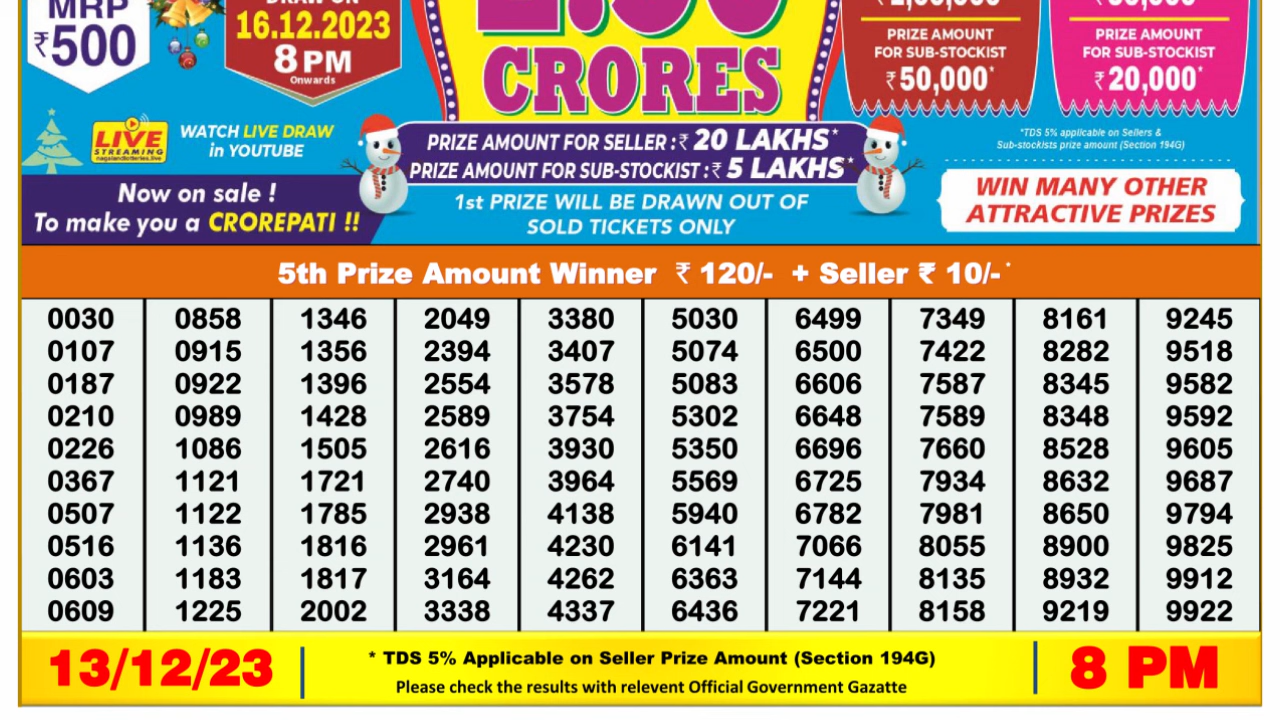 MRP
₹500
DRAW ON
16.12.2023
8 PM
Onwards
CRORES
PRIZE AMOUNT
FOR SUB-STOCKIST
₹50,000*
PRIZE AMOUNT
FOR SUB-STOCKIST
₹20,000*
LIVE
STREAMING
nagalandlotteries.live
WATCH LIVE DRAW
in YOUTUBE
PRIZE AMOUNT FOR SELLER :₹ 20 LAKHS*
PRIZE AMOUNT FOR SUB-STOCKIST :₹ 5 LAKHS*
*TDS 5% applicable on Sellers &
Sub-stockists prize amount (Section 194G)
Now on sale !
To make you a CROREPATI !!
1st PRIZE WILL BE DRAWN OUT OF
SOLD TICKETS ONLY
WIN MANY OTHER
ATTRACTIVE PRIZES
5th Prize Amount Winner ₹ 120/- + Seller ₹ 10/-*
0030 0858 1346 2049 3380 5030 6499 7349 8161 9245
0107 0915 1356 2394 3407 5074 6500 7422 8282 9518
0187 0922 1396 2554 3578 5083 6606 7587 8345 9582
0210 0989 1428 2589 3754 5302 6648 7589 8348 9592
0226 1086 1505 2616 3930 5350 6696 7660 8528 9605
0367 1121 1721 2740 3964 5569 6725 7934 8632 9687
0507 1122 1785 2938 4138 5940 6782 7981 8650 9794
0516 1136 1816 2961 4230 6141 7066 8055 8900 9825
0603 1183 1817 3164 4262 6363 7144 8135 8932 9912
0609 1225 2002 3338 4337 6436 7221 8158 9219 9922
13/12/23
* TDS 5% Applicable on Seller Prize Amount (Section 194G)
Please check the results with relevent Official Government Gazatte
8 PM